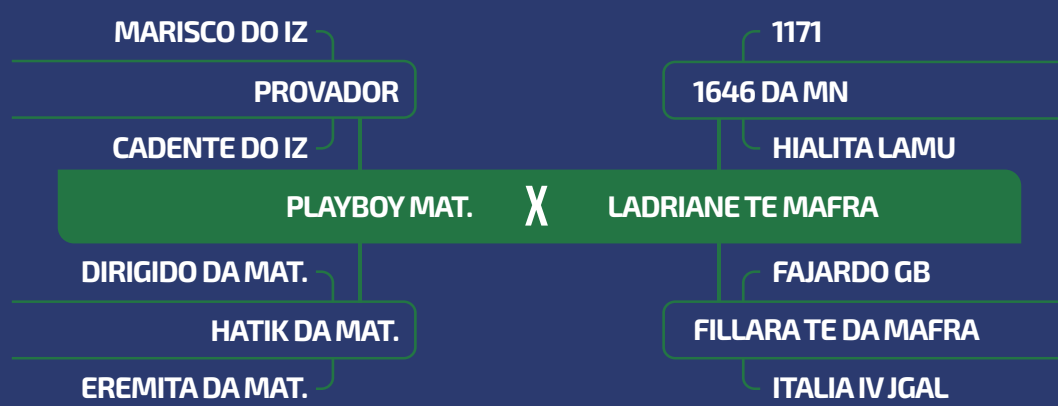 MARISCO DO IZ
1171
PROVADOR
1646 DA MN
CADENTE DO IZ
HIALITA LAMU
PLAYBOY MAT. X LADRIANE TE MAFRA
DIRIGIDO DA MAT.
FAJARDO GB
HATIK DA MAT.
FILLARA TE DA MAFRA
EREMITA DA MAT.
ITALIA IV JGAL